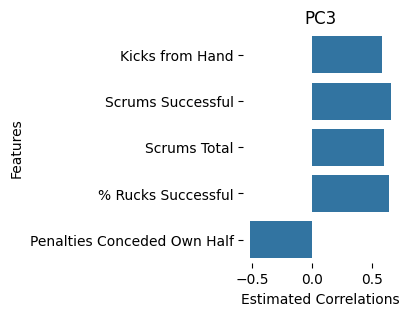 PC3
Features
Kicks from Hand
Scrums Successful
Scrums Total
% Rucks Successful
Penalties Conceded Own Half
−0.5 0.0 0.5
Estimated Correlations